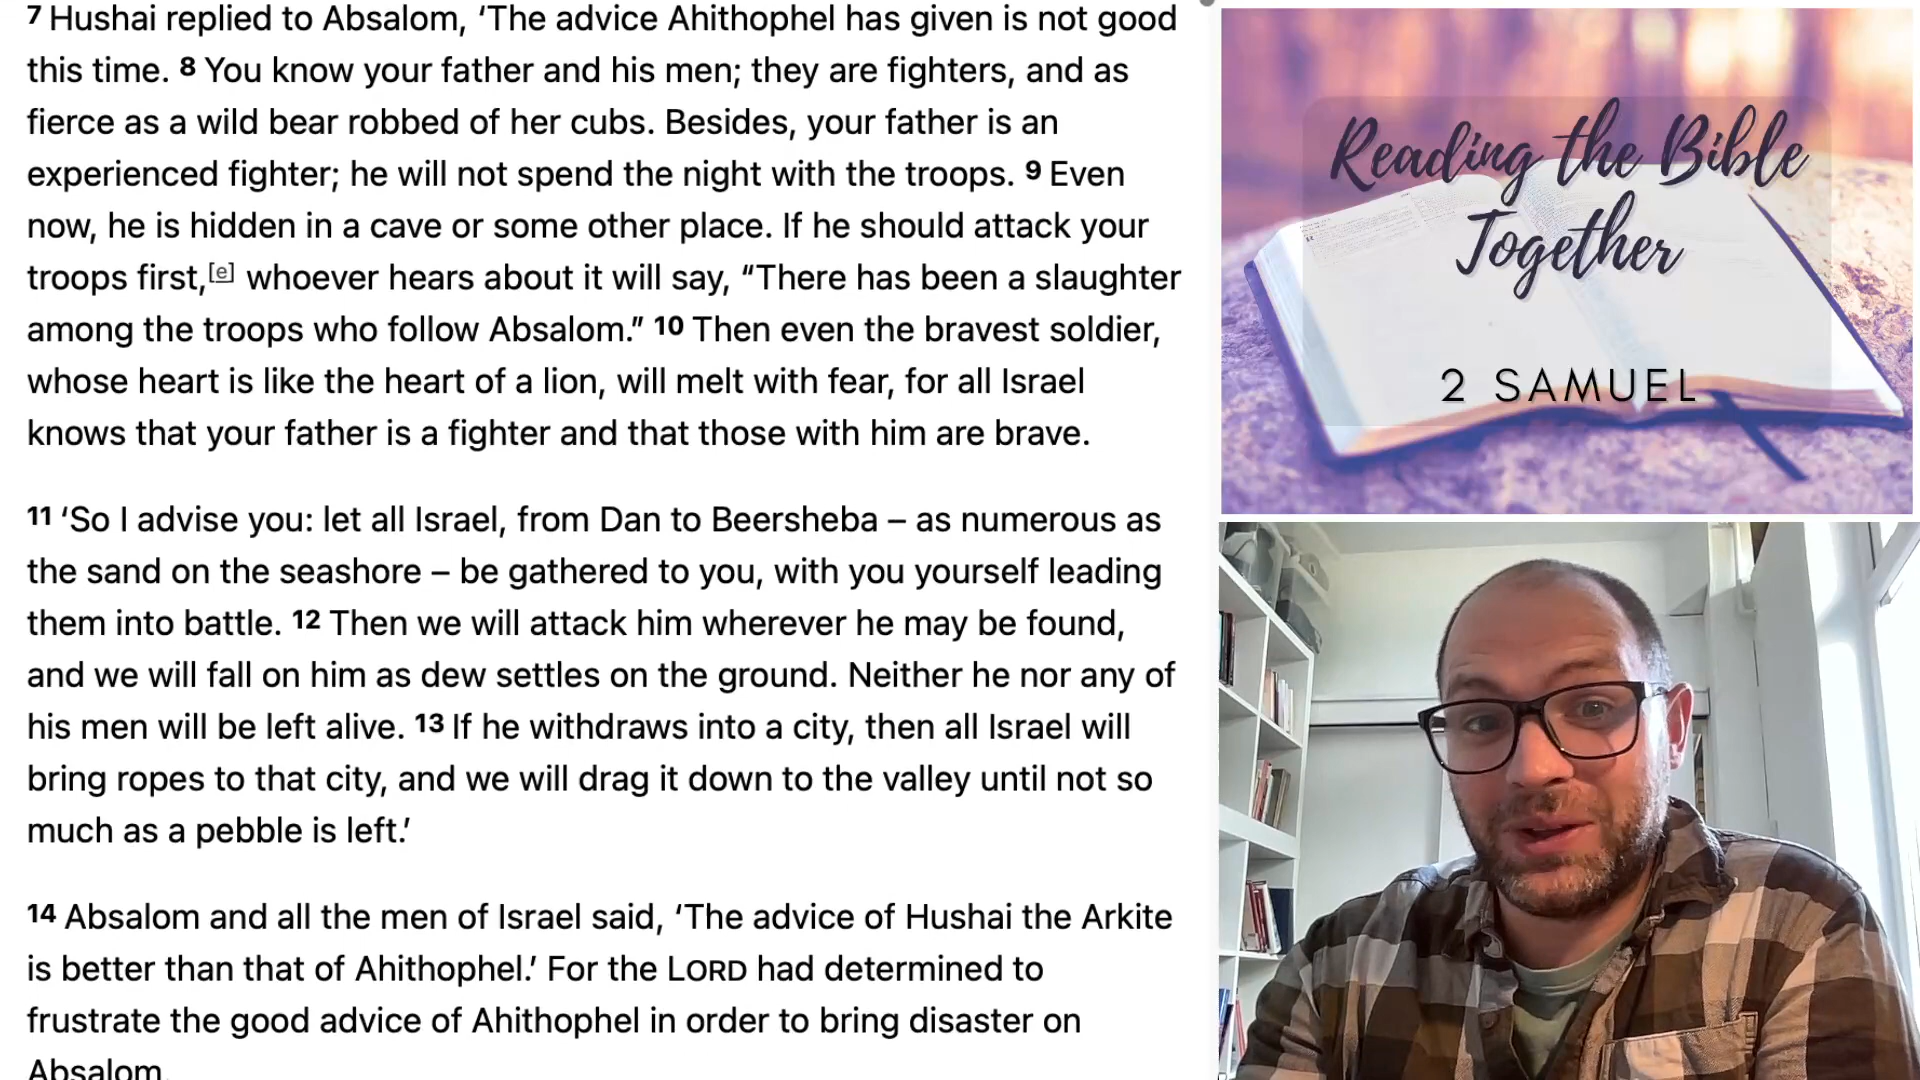 7 Hushai replied to Absalom, ‘The advice Ahithophel has given is not good
this time. 8 You know your father and his men; they are fighters, and as
fierce as a wild bear robbed of her cubs. Besides, your father is an
experienced fighter; he will not spend the night with the troops. 9 Even
now, he is hidden in a cave or some other place. If he should attack your
troops first,[e] whoever hears about it will say, “There has been a slaughter
among the troops who follow Absalom.” 10 Then even the bravest soldier,
whose heart is like the heart of a lion, will melt with fear, for all Israel
knows that your father is a fighter and that those with him are brave.
11 ‘So I advise you: let all Israel, from Dan to Beersheba – as numerous as
the sand on the seashore – be gathered to you, with you yourself leading
them into battle. 12 Then we will attack him wherever he may be found,
and we will fall on him as dew settles on the ground. Neither he nor any of
his men will be left alive. 13 If he withdraws into a city, then all Israel will
bring ropes to that city, and we will drag it down to the valley until not so
much as a pebble is left.’
14 Absalom and all the men of Israel said, ‘The advice of Hushai the Arkite
is better than that of Ahithophel.’ For the LORD had determined to
frustrate the good advice of Ahithophel in order to bring disaster on
Absalom.
Reading the Bible
Together
2 SAMUEL